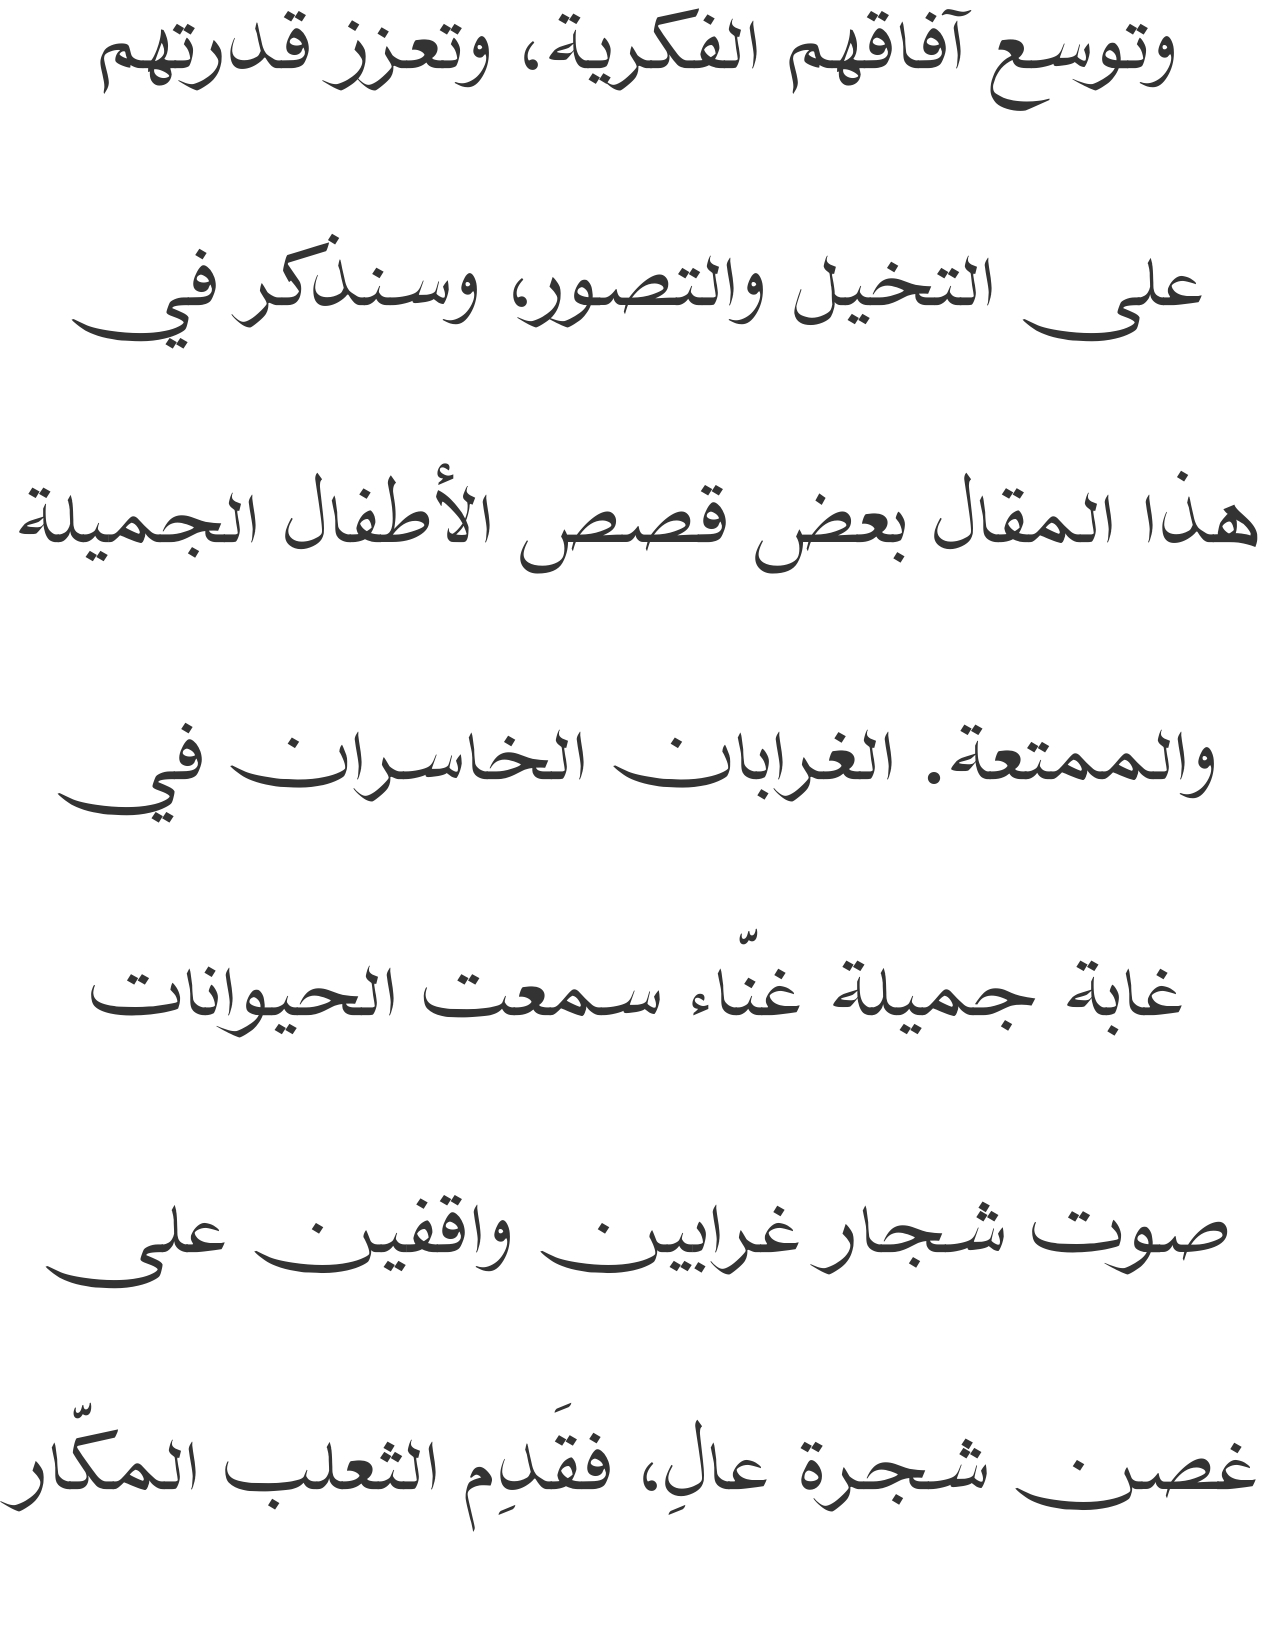 وتوسع آفاقهم الفكرية، وتعزز قدرتهم
على التخيل والتصور، وسنذكر في
هذا المقال بعض قصص الأطفال الجميلة
والممتعة. الغرابان الخاسران في
غابة جميلة غنّاء سمعت الحيوانات
صوت شجار غرابين واقفين على
غصن شجرة عالِ، فقَدِم الثعلب المكّار